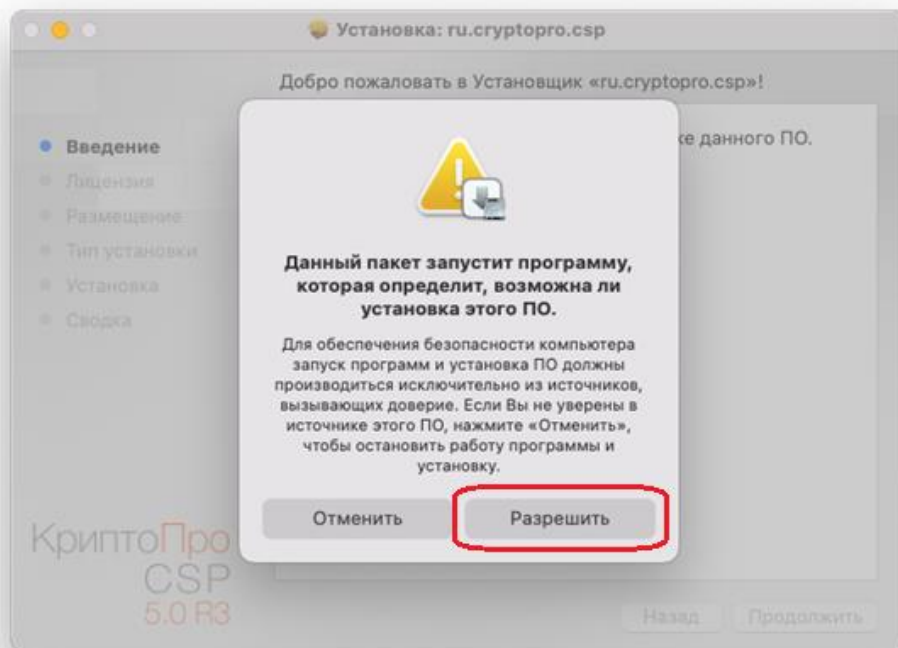 Установка: ru.cryptopro.csp
Добро пожаловать в Установщик «ru.cryptopro.csp»!
Введение
Лицензия
Размещение
Тип установки
Установка
Сводка
ке данного ПО.
Данный пакет запустит программу,
которая определит, возможна ли
установка этого ПО.
Для обеспечения безопасности компьютера
запуск программ и установка ПО должны
производиться исключительно из источников,
вызывающих доверие. Если Вы не уверены в
источнике этого ПО, нажмите «Отменить»,
чтобы остановить работу программы и
установку.
Отменить
Разрешить
КриптоПро
CSP
5.0 R3
Назад
Продолжить